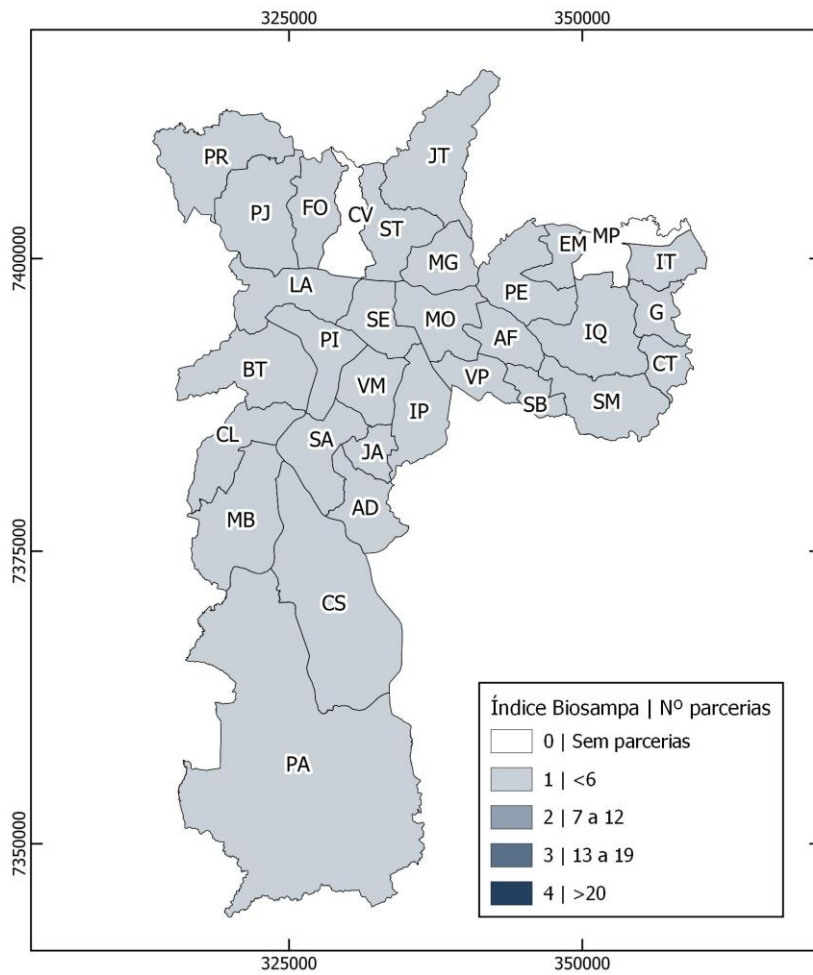 325000 350000
PR
JT
PJ
FO
CV
ST
EM
MP
MG
IT
7400000
LA
PE
G
SE
MO
IQ
PI
AF
CT
BT
VM
VP
IP
SB
SM
CL
SA
JA
MB
AD
7375000
CS
PA
7350000
Índice Biosampa | Nº parcerias
0 | Sem parcerias
1 | <6
2 | 7 a 12
3 | 13 a 19
4 | >20
325000 350000